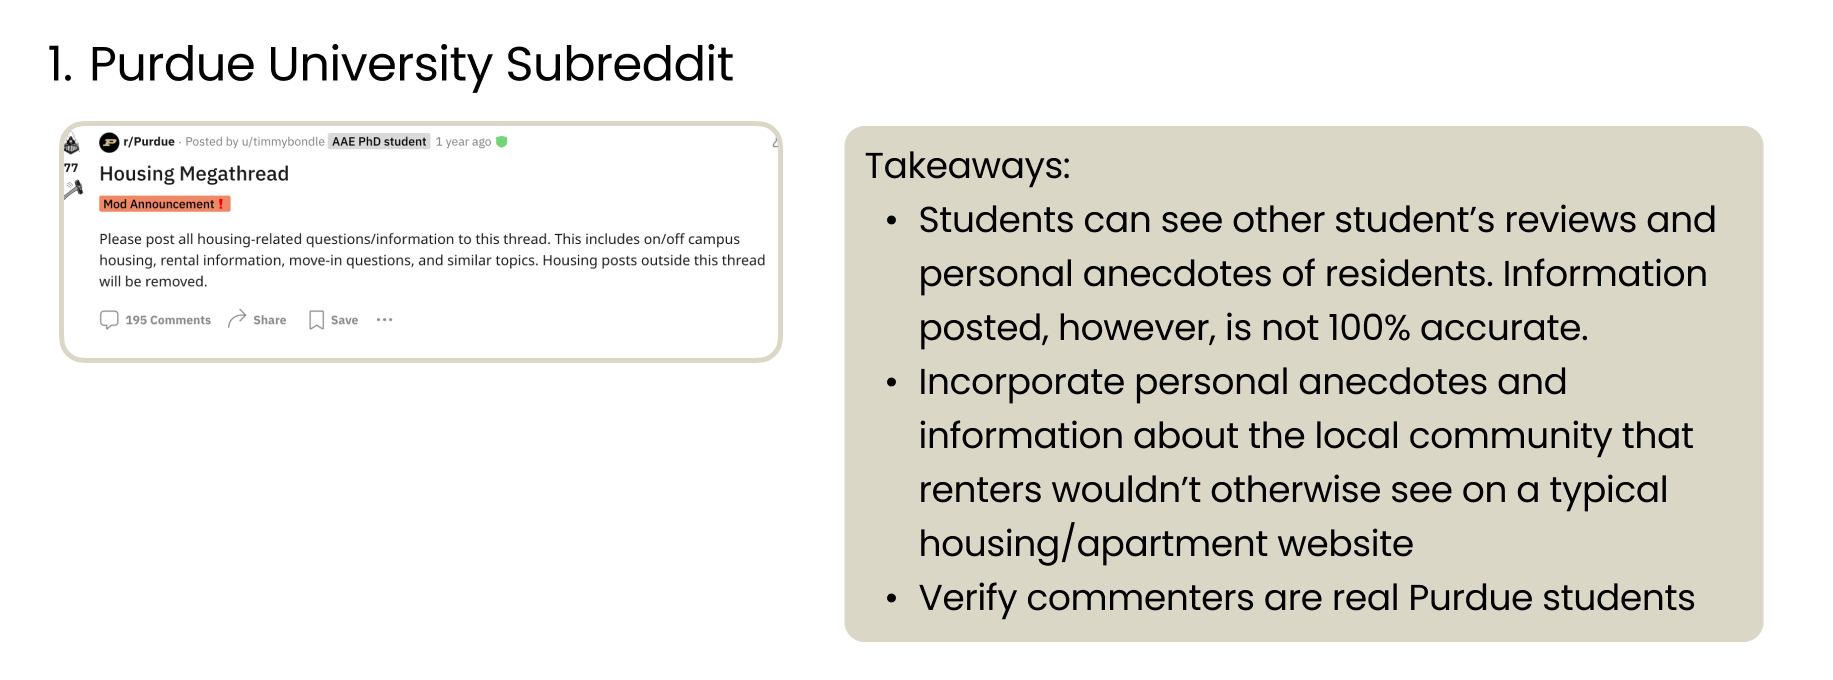 1. Purdue University Subreddit
r/Purdue · Posted by u/timmybondle AAE PhD student 1 year ago
77
Housing Megathread
Mod Announcement❗
Please post all housing-related questions/information to this thread. This includes on/off campus
housing, rental information, move-in questions, and similar topics. Housing posts outside this thread
will be removed.
195 Comments Share Save ...
Takeaways:
• Students can see other student’s reviews and
personal anecdotes of residents. Information
posted, however, is not 100% accurate.
• Incorporate personal anecdotes and
information about the local community that
renters wouldn’t otherwise see on a typical
housing/apartment website
• Verify commenters are real Purdue students